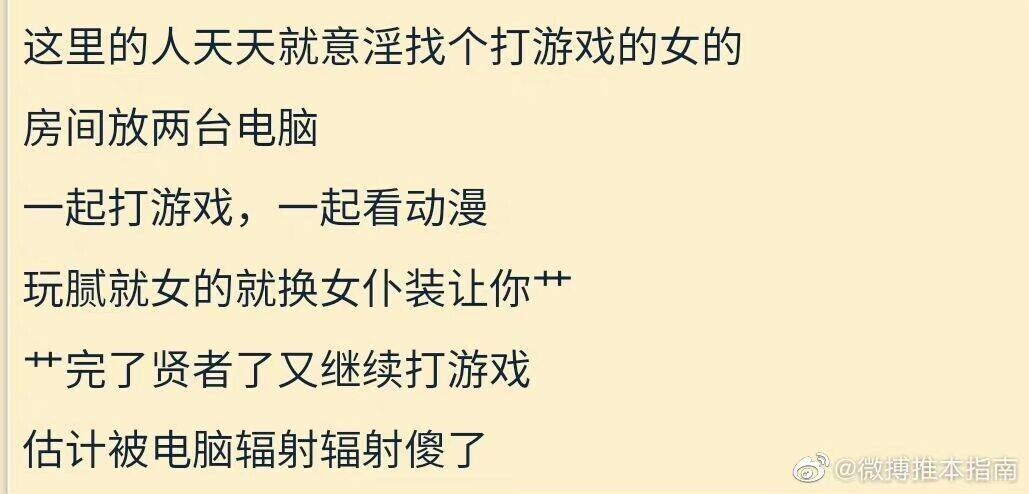 这里的人天天就意淫找个打游戏的女的
房间放两台电脑
一起打游戏，一起看动漫
玩腻就女的就换女仆装让你艹
艹完了贤者了又继续打游戏
估计被电脑辐射辐射傻了
@微搏推本指南